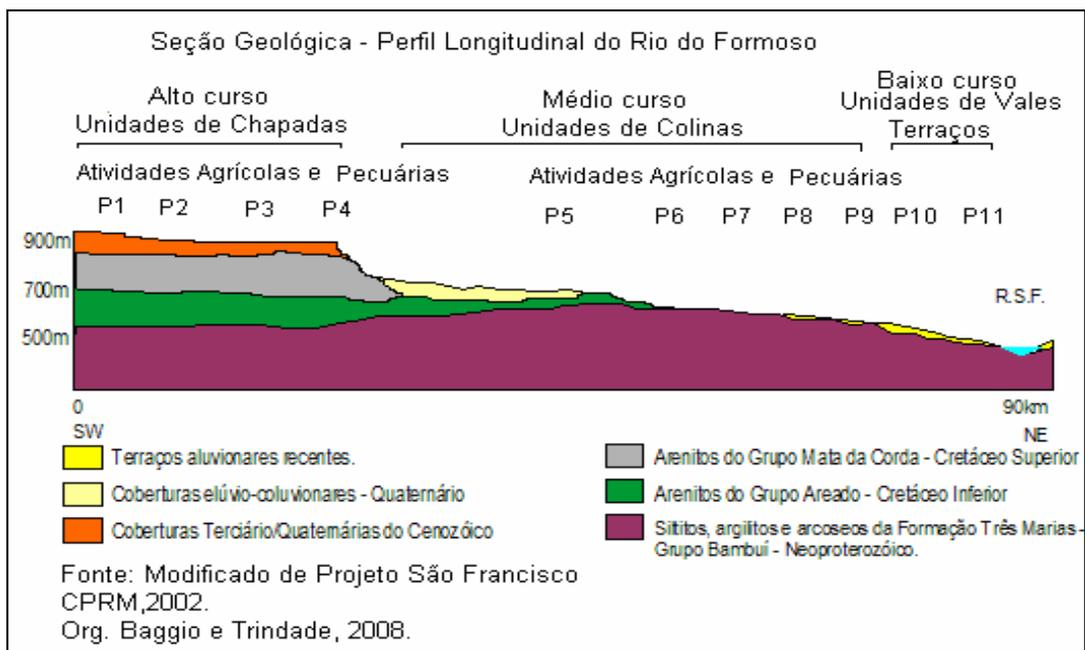 Seção Geológica - Perfil Longitudinal do Rio do Formoso
Alto curso
Unidades de Chapadas
Médio curso
Unidades de Colinas
Baixo curso
Unidades de Vales
Terraços
Atividades Agrícolas e Pecuárias
Atividades Agrícolas e Pecuárias
P1 P2 P3 P4 P5 P6 P7 P8 P9 P10 P11
900m
700m
500m
R.S.F.
0
SW
90km
NE
Terraços aluvionares recentes.
Coberturas elúvio-coluvionares - Quaternário
Coberturas Terciário/Quaternárias do Cenozóico
Arenitos do Grupo Mata da Corda - Cretáceo Superior
Arenitos do Grupo Areado - Cretáceo Inferior
Siltitos, argilitos e arcoseos da Formação Três Marias -
Grupo Bambuí - Neoproterozóico.
Fonte: Modificado de Projeto São Francisco
CPRM,2002.
Org. Baggio e Trindade, 2008.